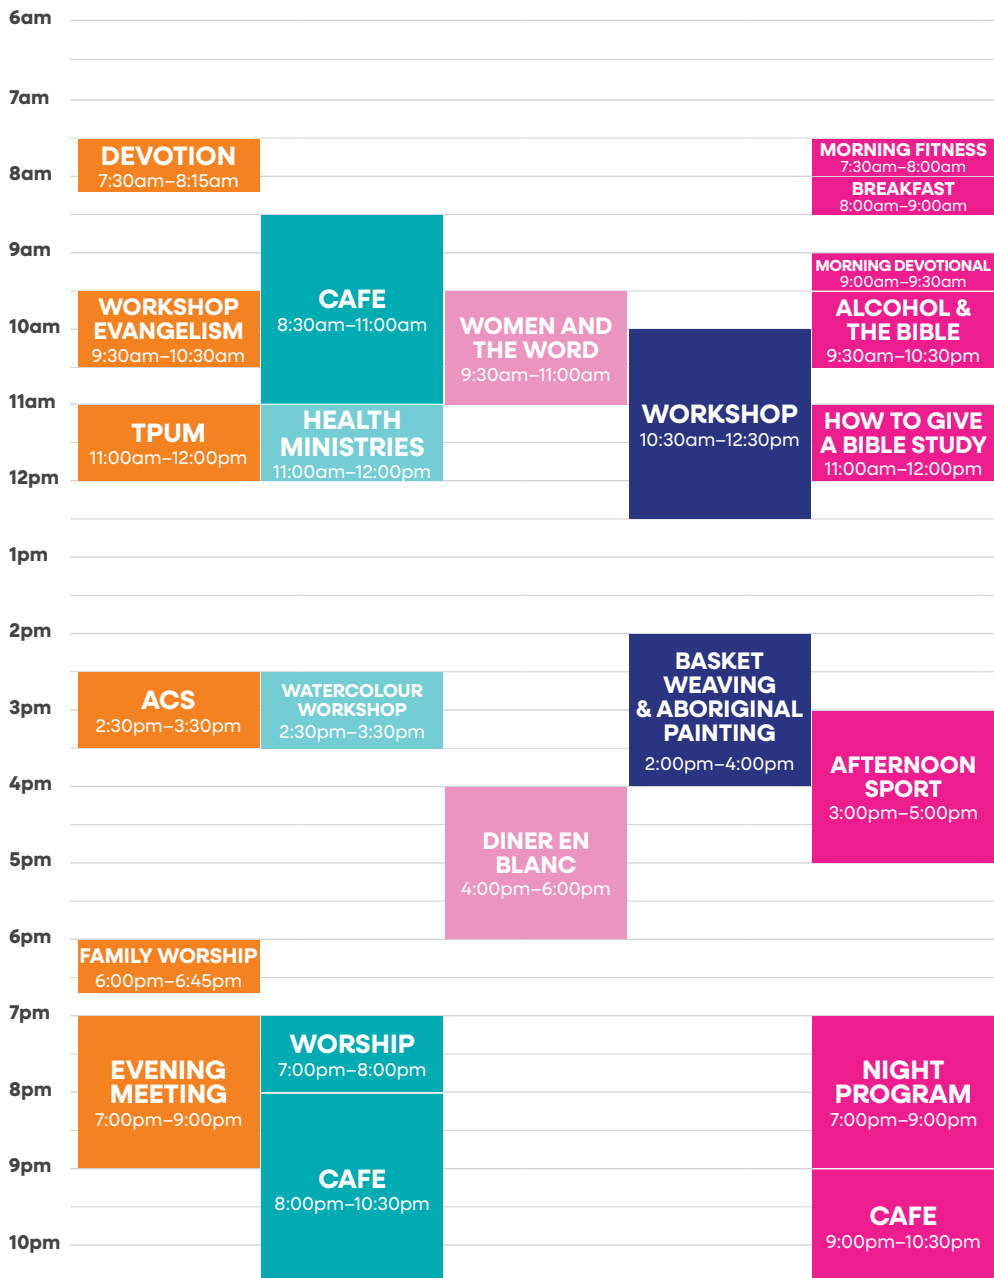 6am
7am
8am
9am
10am
11am
12pm
1pm
2pm
3pm
4pm
5pm
6pm
7pm
8pm
9pm
10pm
DEVOTION
7:30am–8:15am
WORKSHOP
EVANGELISM
9:30am–10:30am
TPUM
11:00am–12:00pm
ACS
2:30pm–3:30pm
FAMILY WORSHIP
6:00pm–6:45pm
EVENING
MEETING
7:00pm–9:00pm
CAFE
8:30am–11:00am
HEALTH
MINISTRIES
11:00am–12:00pm
WATERCOLOUR
WORKSHOP
2:30pm–3:30pm
WORSHIP
7:00pm–8:00pm
CAFE
8:00pm–10:30pm
WOMEN AND
THE WORD
9:30am–11:00am
DINER EN
BLANC
4:00pm–6:00pm
WORKSHOP
10:30am–12:30pm
BASKET
WEAVING
& ABORIGINAL
PAINTING
2:00pm–4:00pm
MORNING FITNESS
7:30am–8:00am
BREAKFAST
8:00am–9:00am
MORNING DEVOTIONAL
9:00am–9:30am
ALCOHOL &
THE BIBLE
9:30am–10:30pm
HOW TO GIVE
A BIBLE STUDY
11:00am–12:00pm
AFTERNOON
SPORT
3:00pm–5:00pm
NIGHT
PROGRAM
7:00pm–9:00pm
CAFE
9:00pm–10:30pm